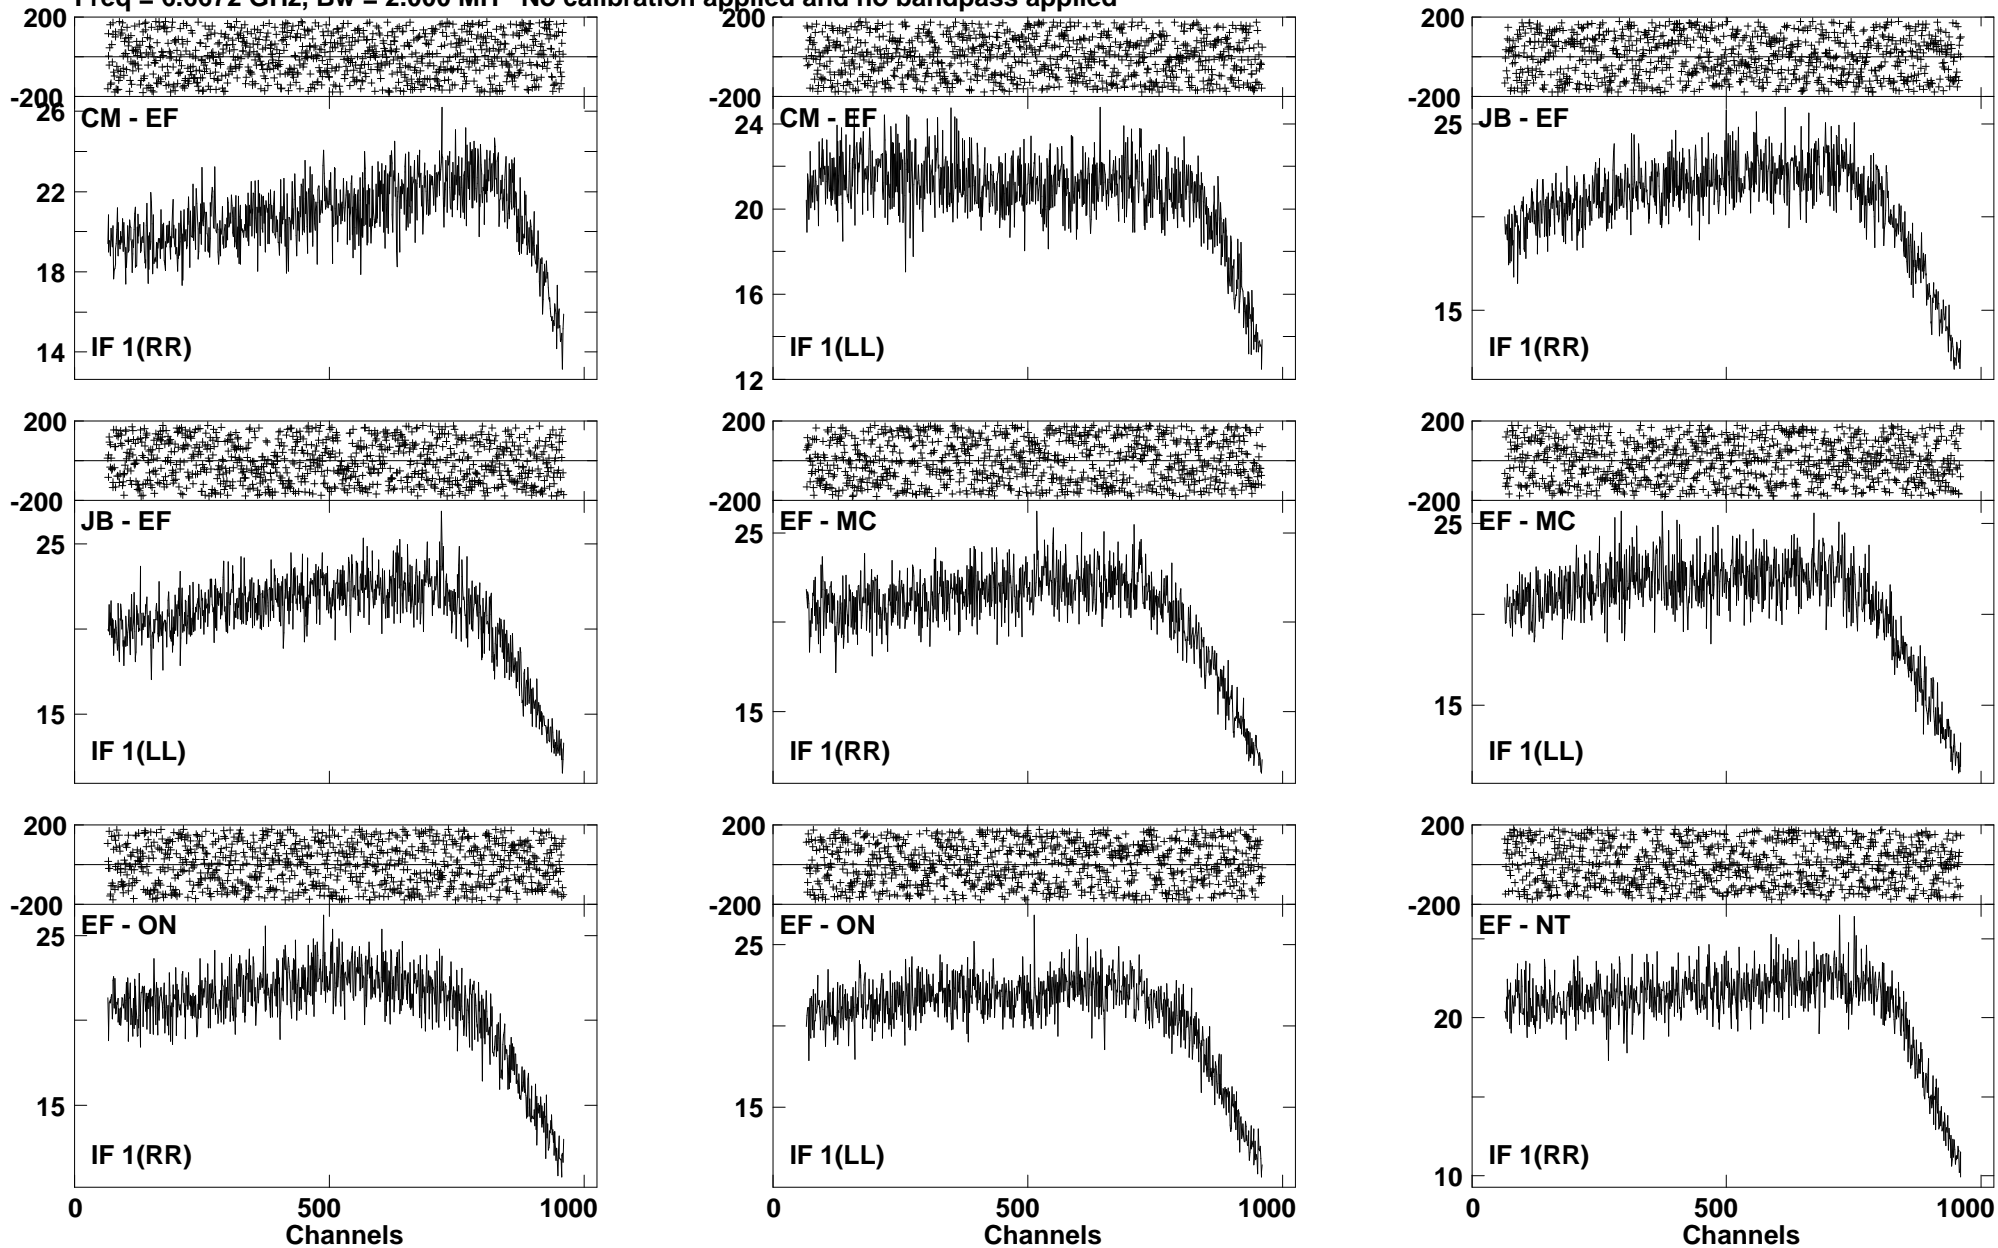 Freq = 6.6672 GHz, Bw = 2.000 MH No calibration applied and no bandpass applied
200 200 200
-200 -200 -200
26 CM - EF 24 CM - EF 25 JB - EF
22 20
18 16 15
14 IF 1(RR) IF 1(LL) IF 1(RR)
12
200 200 200
-200 -200 -200
JB - EF EF - MC EF - MC
25 25 25
15 15 15
IF 1(LL) IF 1(RR) IF 1(LL)
200 200 200
-200 -200 -200
EF - ON EF - ON EF - NT
25 25 20
15 15 10
IF 1(RR) IF 1(LL) IF 1(RR)
0 500 1000 0 500 1000 0 500 1000
Channels Channels Channels